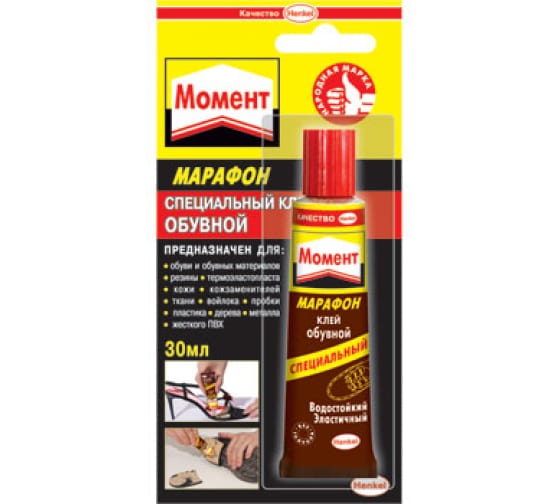 Качество Henkel
НАРОДНАЯ МАРКА
Момент
МАРАФОН
СПЕЦИАЛЬНЫЙ КЛ
ОБУВНОЙ
ПРЕДНАЗНАЧЕН ДЛЯ:
• обуви и обувных материалов
• резины • термоэластопласта
• кожи • кожзаменителей
• ткани • войлока • пробки
• пластика • дерева • металла
• жесткого ПВХ
30мл
КАЧЕСТВО Henkel
Момент
МАРАФОН
КЛЕЙ
ОБУВНОЙ
СПЕЦИАЛЬНЫЙ
Водостойкий
Эластичный
Henkel
Henkel